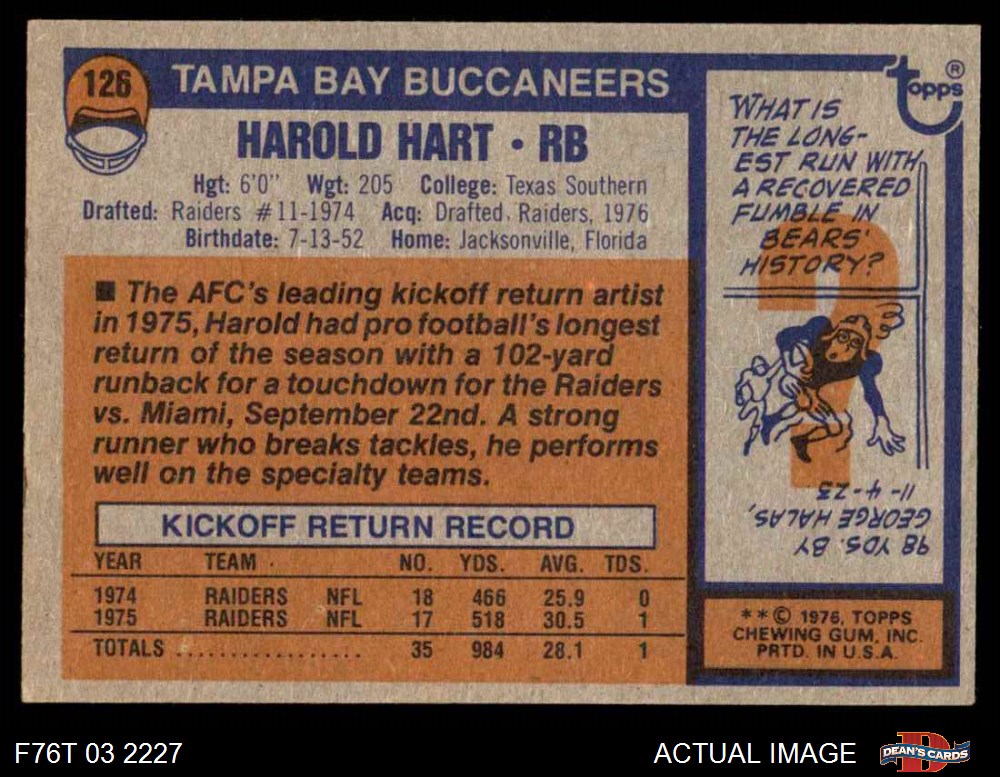 126
TAMPA BAY BUCCANEERS
HAROLD HART • RB
Hgt: 6'0" Wgt: 205 College: Texas Southern
Drafted: Raiders #11-1974 Acq: Drafted, Raiders, 1976
Birthdate: 7-13-52 Home: Jacksonville, Florida
■ The AFC's leading kickoff return artist
in 1975, Harold had pro football's longest
return of the season with a 102-yard
runback for a touchdown for the Raiders
vs. Miami, September 22nd. A strong
runner who breaks tackles, he performs
well on the specialty teams.
KICKOFF RETURN RECORD
YEAR TEAM NO. YDS. AVG. TDS.
1974 RAIDERS NFL 18 466 25.9 0
1975 RAIDERS NFL 17 518 30.5 1
TOTALS .................. 35 984 28.1 1
topps®
WHAT IS
THE LONG-
EST RUN WITH
A RECOVERED
FUMBLE IN
BEARS'
HISTORY?
?
98 YDS. BY
GEORGE HALAS,
11-4-23
**© 1976, TOPPS
CHEWING GUM, INC.
PRTD. IN U.S.A.
F76T 03 2227
ACTUAL IMAGE
D
DEAN'S CARDS